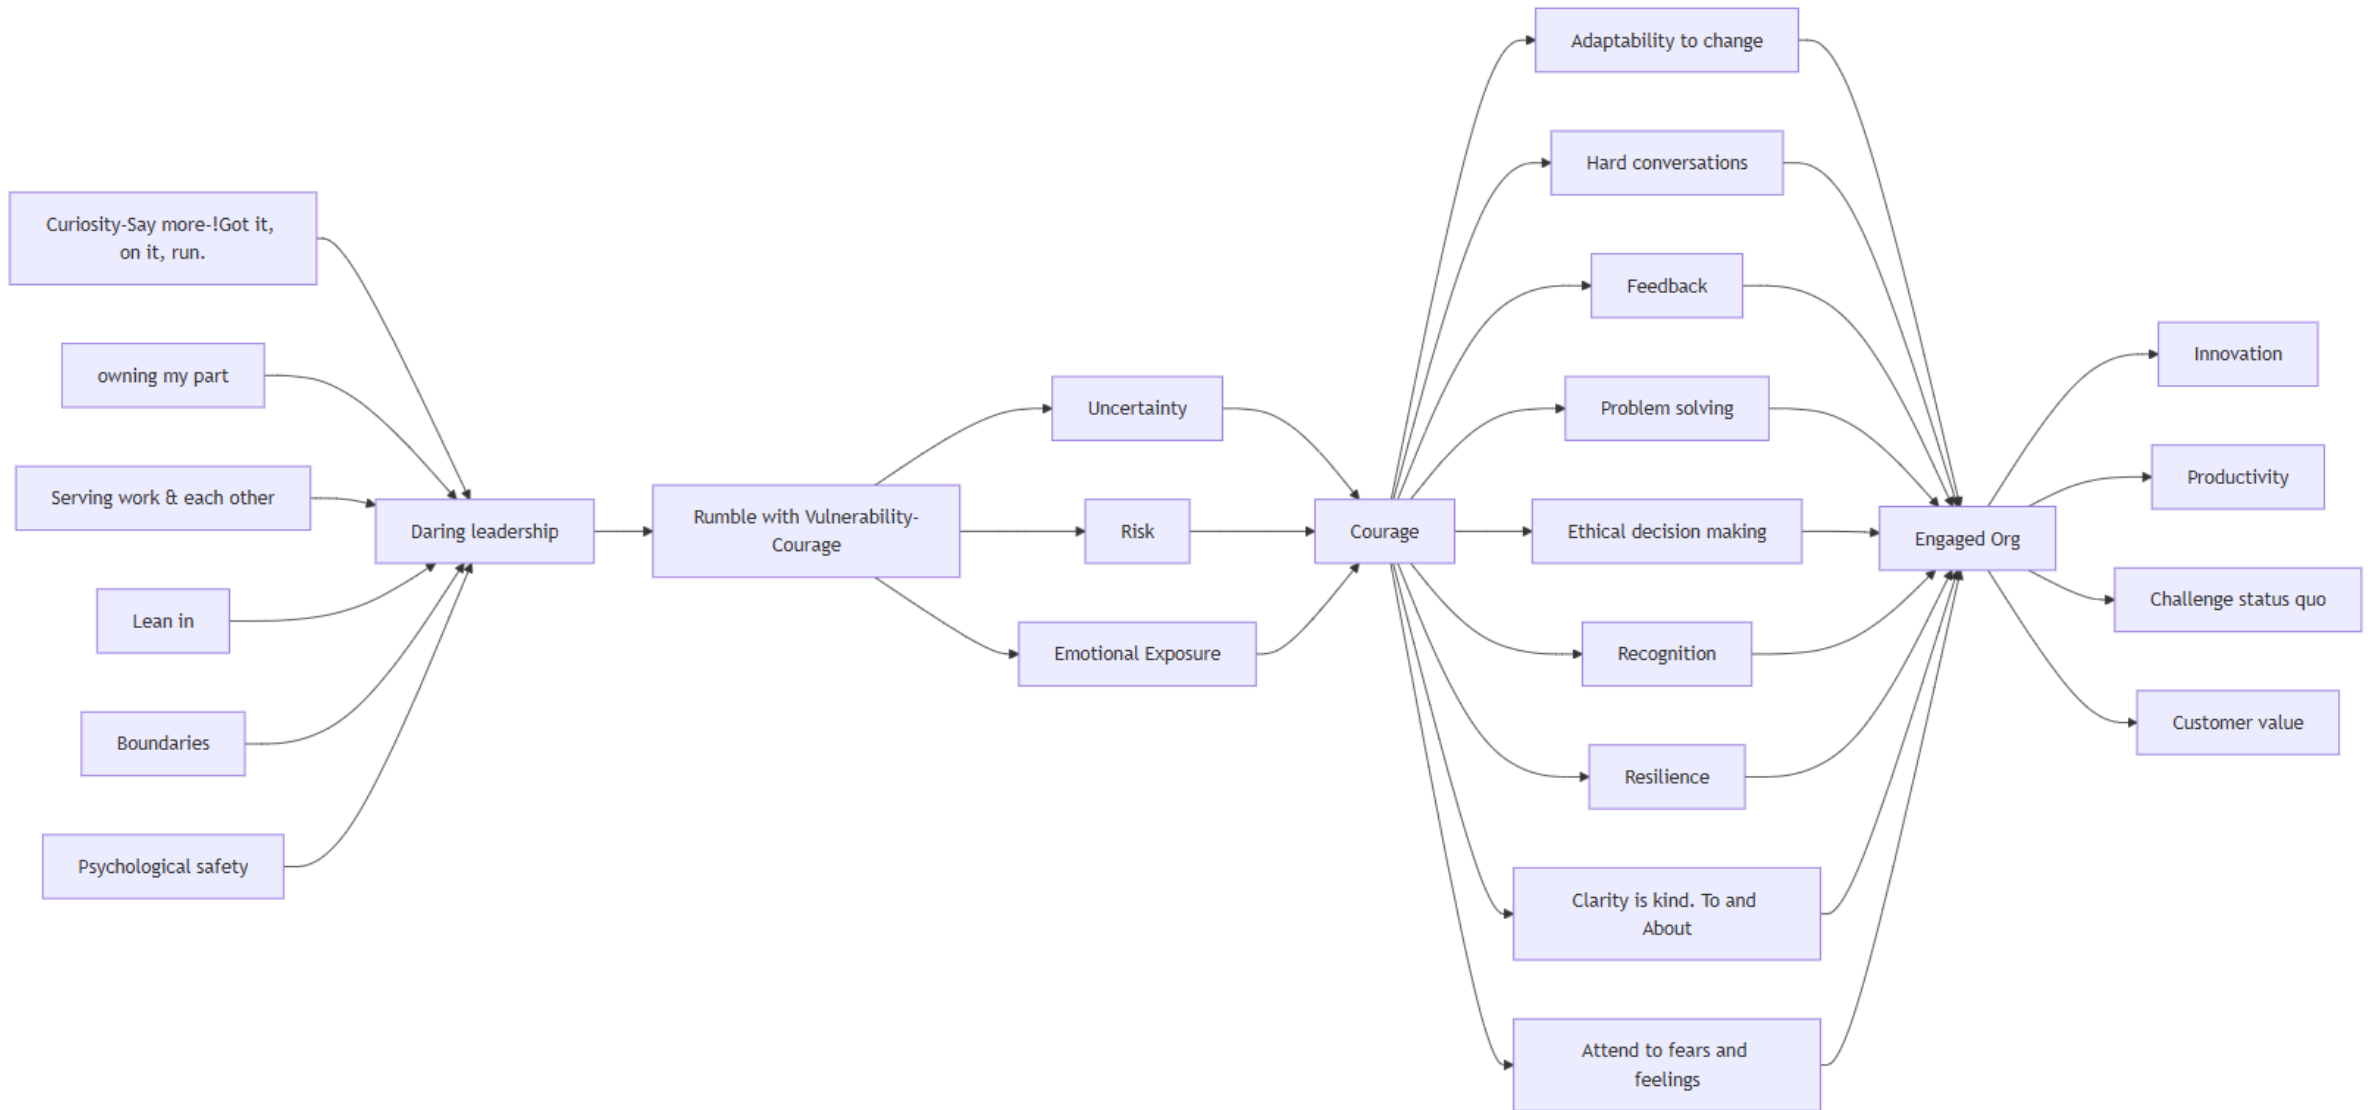 Curiosity-Say more-!Got it,
on it, run.
owning my part
Serving work & each other
Lean in
Boundaries
Psychological safety
Daring leadership
Rumble with Vulnerability-
Courage
Uncertainty
Risk
Emotional Exposure
Courage
Adaptability to change
Hard conversations
Feedback
Problem solving
Ethical decision making
Recognition
Resilience
Clarity is kind. To and
About
Attend to fears and
feelings
Engaged Org
Innovation
Productivity
Challenge status quo
Customer value